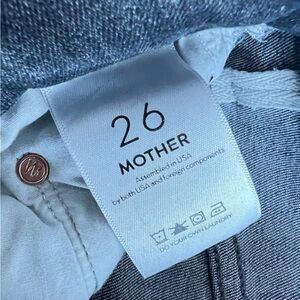 26
MOTHER
Assembled in USA
by both USA and foreign components
DO YOUR OWN LAUNDRY